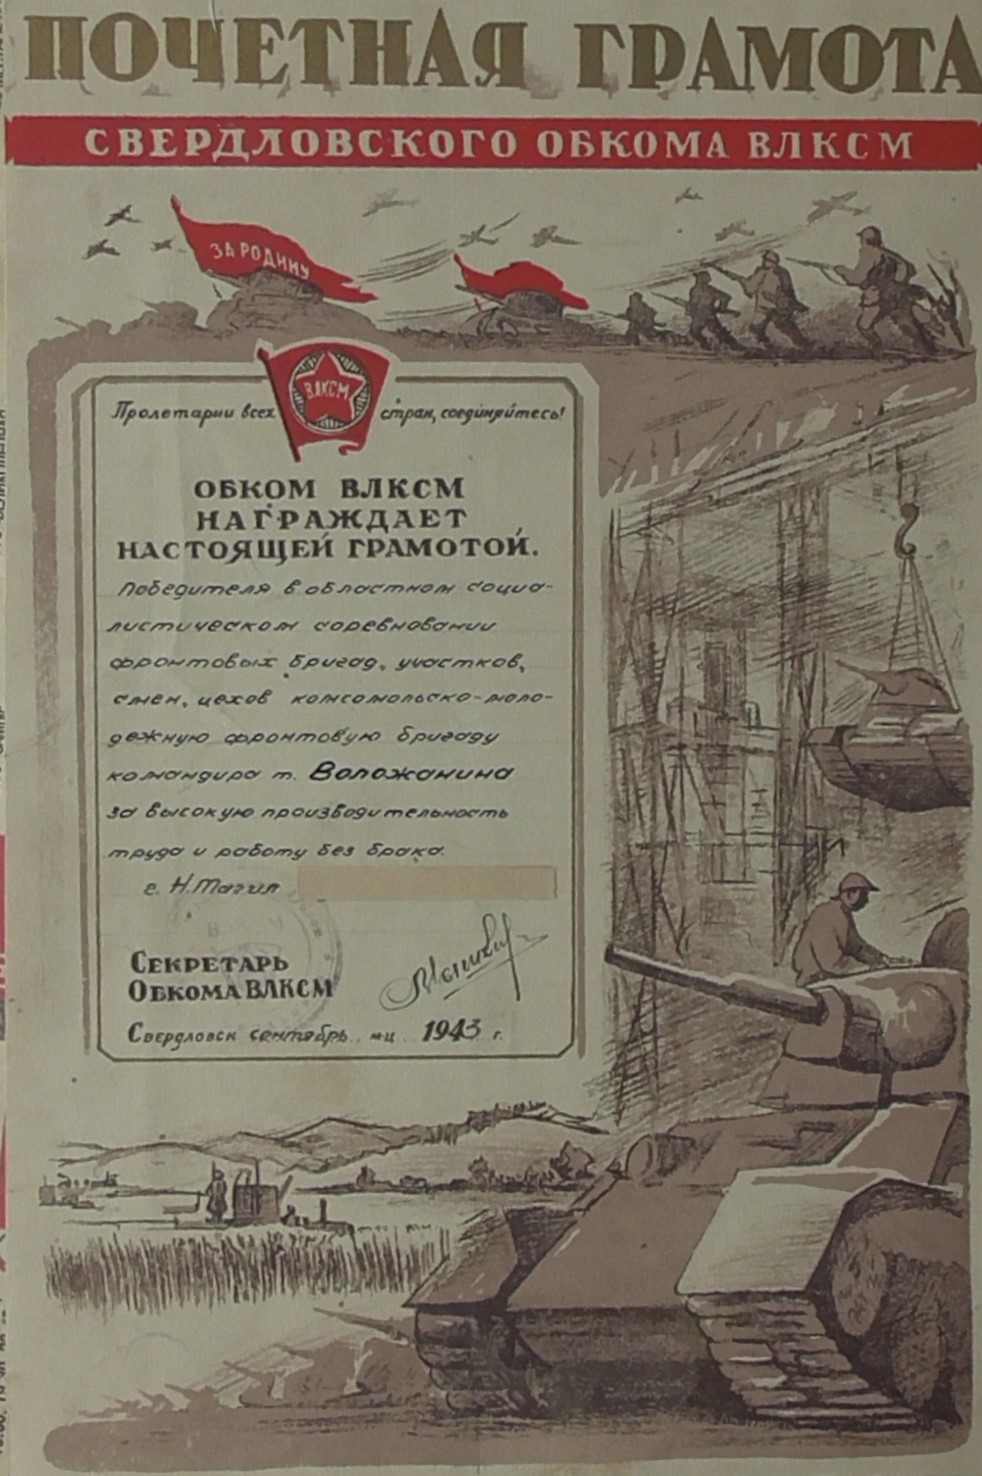 ПОЧЕТНАЯ ГРАМОТА
СВЕРДЛОВСКОГО ОБКОМА ВЛКСМ
ЗА РОДИНУ
ВЛКСМ
Пролетарии всех стран, соединяйтесь!
ОБКОМ ВЛКСМ
НАГРАЖДАЕТ
НАСТОЯЩЕЙ ГРАМОТОЙ.
Победителя в областном социа-
листическом соревновании
фронтовых бригад, участков,
смен, цехов комсомольско-моло-
дежную фронтовую бригаду
командира т. Воложанина
за высокую производительность
труда и работу без брака.
г. Н. Тагил
СЕКРЕТАРЬ
ОБКОМА ВЛКСМ
Свердловск сентябрь м-ц 1943 г.